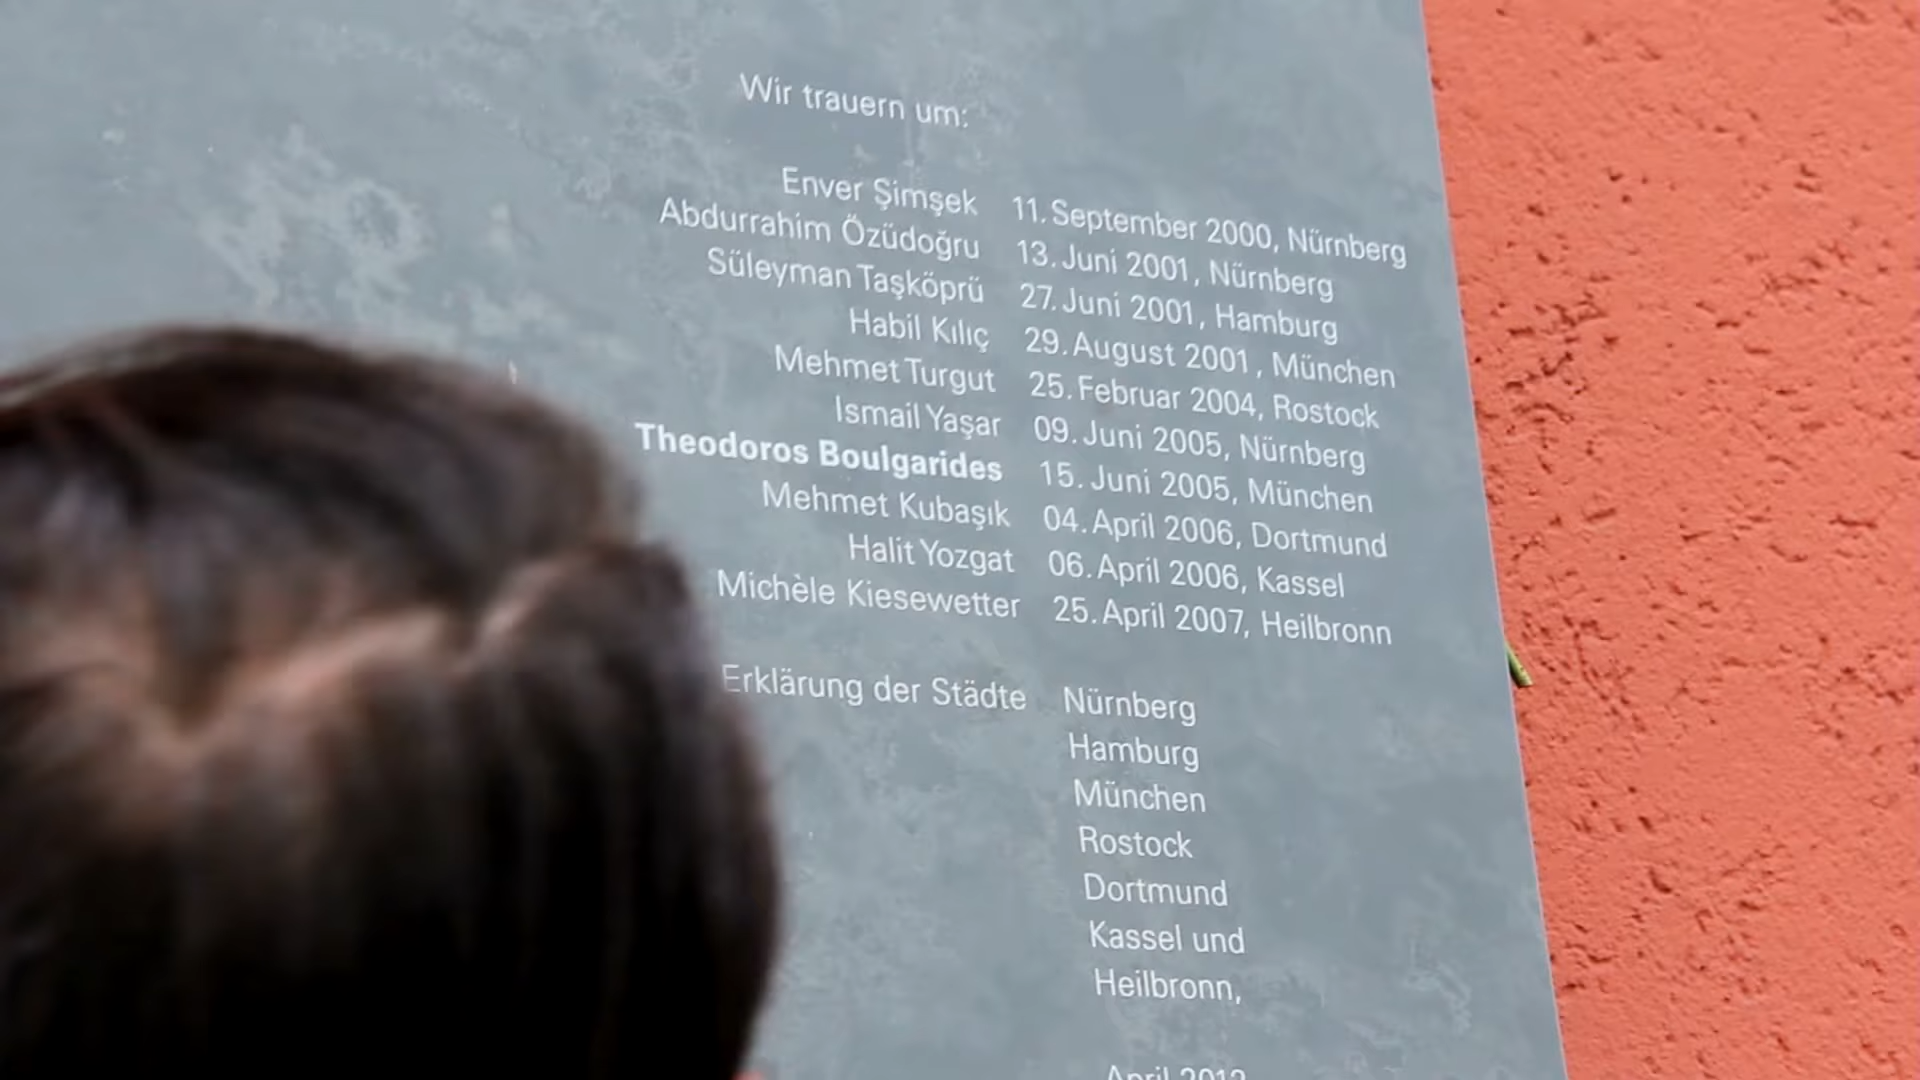 Wir trauern um:
Enver Şimşek 11. September 2000, Nürnberg
Abdurrahim Özüdoğru 13. Juni 2001, Nürnberg
Süleyman Taşköprü 27. Juni 2001, Hamburg
Habil Kılıç 29. August 2001, München
Mehmet Turgut 25. Februar 2004, Rostock
Ismail Yaşar 09. Juni 2005, Nürnberg
Theodoros Boulgarides 15. Juni 2005, München
Mehmet Kubaşık 04. April 2006, Dortmund
Halit Yozgat 06. April 2006, Kassel
Michèle Kiesewetter 25. April 2007, Heilbronn
Erklärung der Städte Nürnberg
Hamburg
München
Rostock
Dortmund
Kassel und
Heilbronn,
April 2012